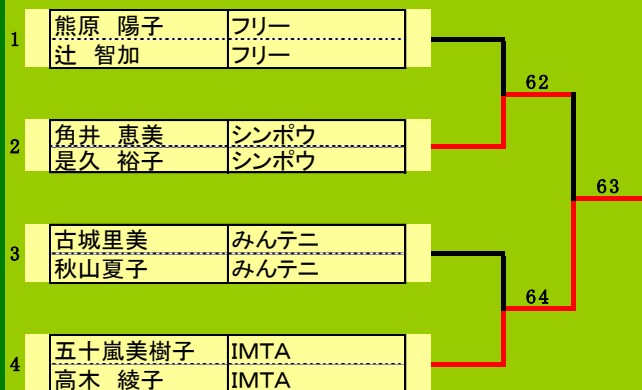 1
熊原 陽子 フリー
辻 智加 フリー
62
2
角井 恵美 シンポウ
是久 裕子 シンポウ
63
3
古城里美 みんテニ
秋山夏子 みんテニ
64
4
五十嵐美樹子 IMTA
高木 綾子 IMTA